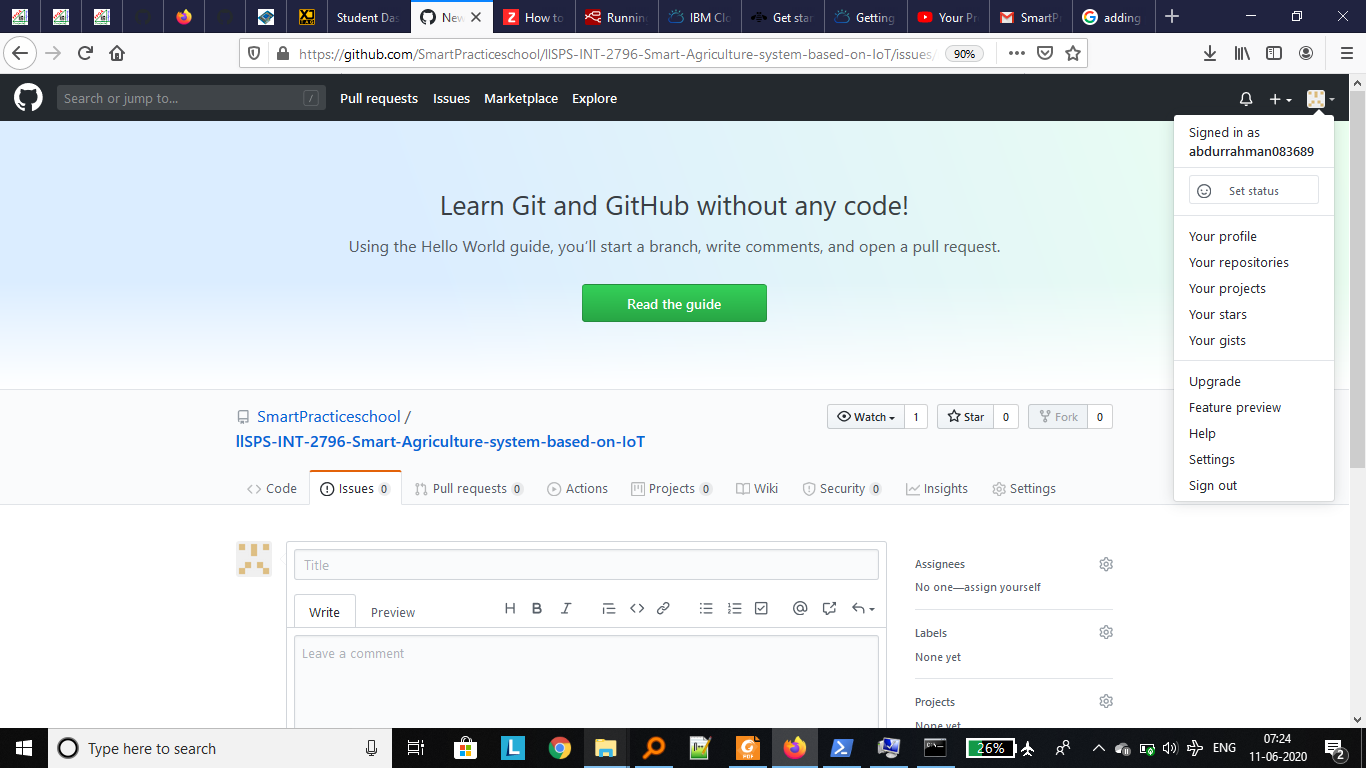 Student Das
New
How to
Runnin
IBM Clo
Get star
Getting
Your Pr
SmartPr
adding
https://github.com/SmartPracticeschool/llSPS-INT-2796-Smart-Agriculture-system-based-on-IoT/issues/
90%
Search or jump to...
/
Pull requests
Issues
Marketplace
Explore
Signed in as
abdurrahman083689
Set status
Your profile
Your repositories
Your projects
Your stars
Your gists
Upgrade
Feature preview
Help
Settings
Sign out
Learn Git and GitHub without any code!
Using the Hello World guide, you’ll start a branch, write comments, and open a pull request.
Read the guide
SmartPracticeschool /
llSPS-INT-2796-Smart-Agriculture-system-based-on-IoT
Watch 1
Star 0
Fork 0
Code
Issues 0
Pull requests 0
Actions
Projects 0
Wiki
Security 0
Insights
Settings
Title
Write
Preview
Leave a comment
Assignees
No one—assign yourself
Labels
None yet
Projects
None yet
Type here to search
26%
ENG
07:24
11-06-2020
2